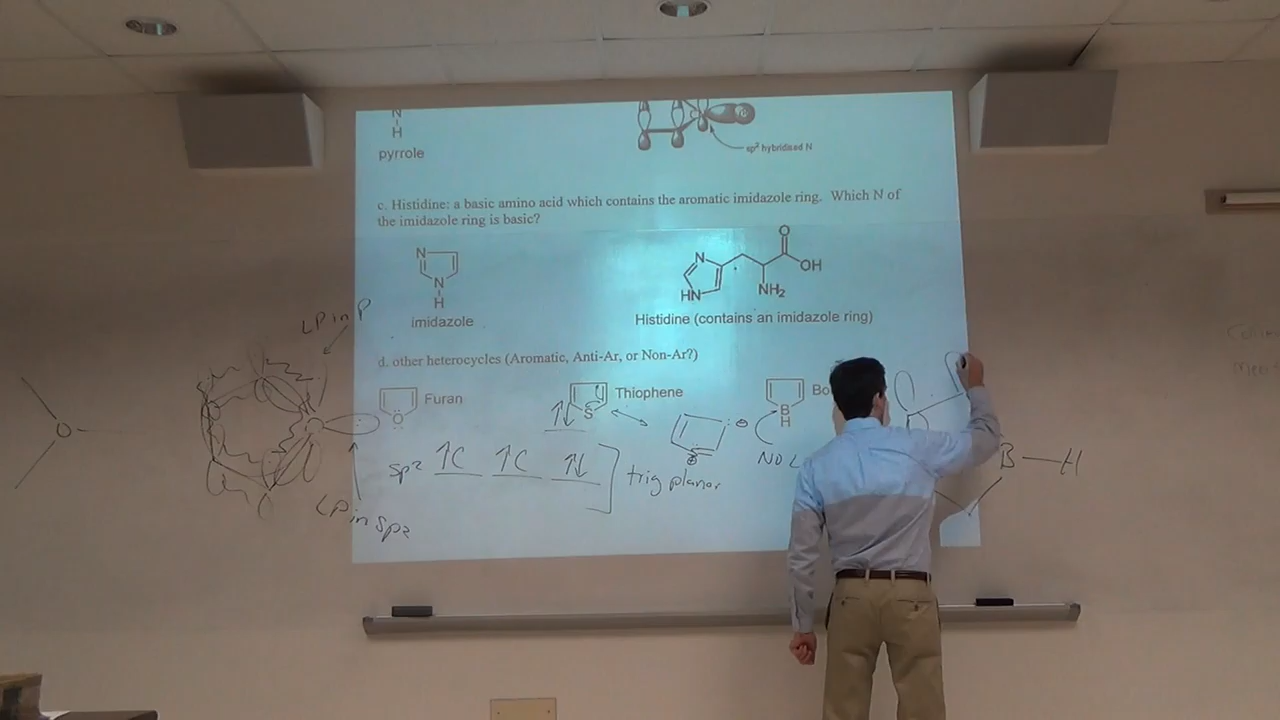 N
H
pyrrole
sp² hybridised N
c. Histidine: a basic amino acid which contains the aromatic imidazole ring. Which N of
the imidazole ring is basic?
N
N
H
imidazole
O
N
OH
HN
NH₂
Histidine (contains an imidazole ring)
LP in P
d. other heterocycles (Aromatic, Anti-Ar, or Non-Ar?)
O
Furan
S
Thiophene
B
H
Bo
sp²
trig planar
NO L
B — H
LP in sp²